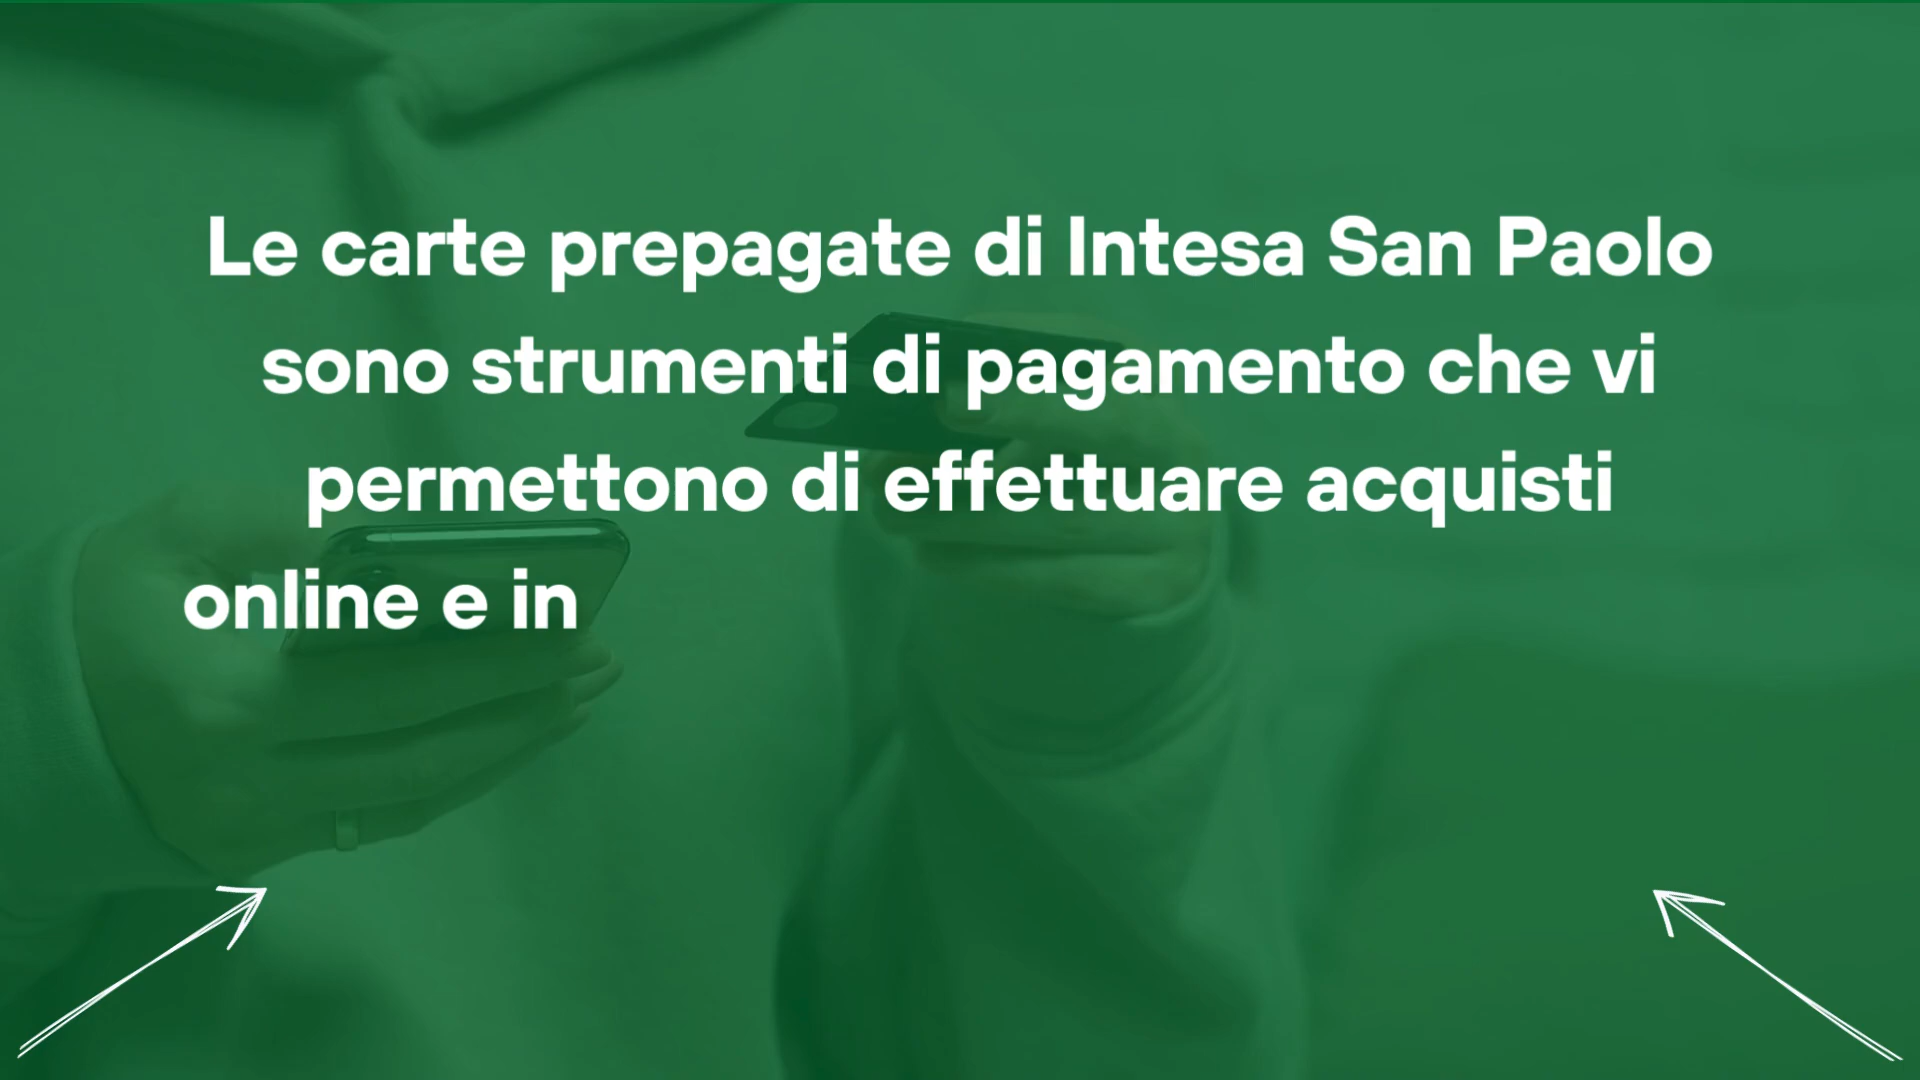 Le carte prepagate di Intesa San Paolo
sono strumenti di pagamento che vi
permettono di effettuare acquisti
online e in